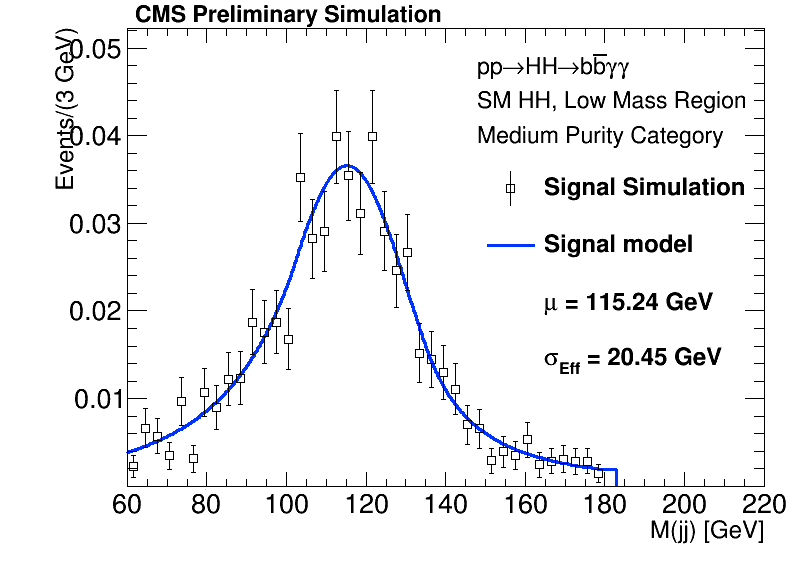 CMS Preliminary Simulation
Events/(3 GeV)
0.05
0.04
0.03
0.02
0.01
pp→HH→bb̅γγ
SM HH, Low Mass Region
Medium Purity Category
Signal Simulation
Signal model
μ = 115.24 GeV
σEff = 20.45 GeV
60 80 100 120 140 160 180 200 220
M(jj) [GeV]